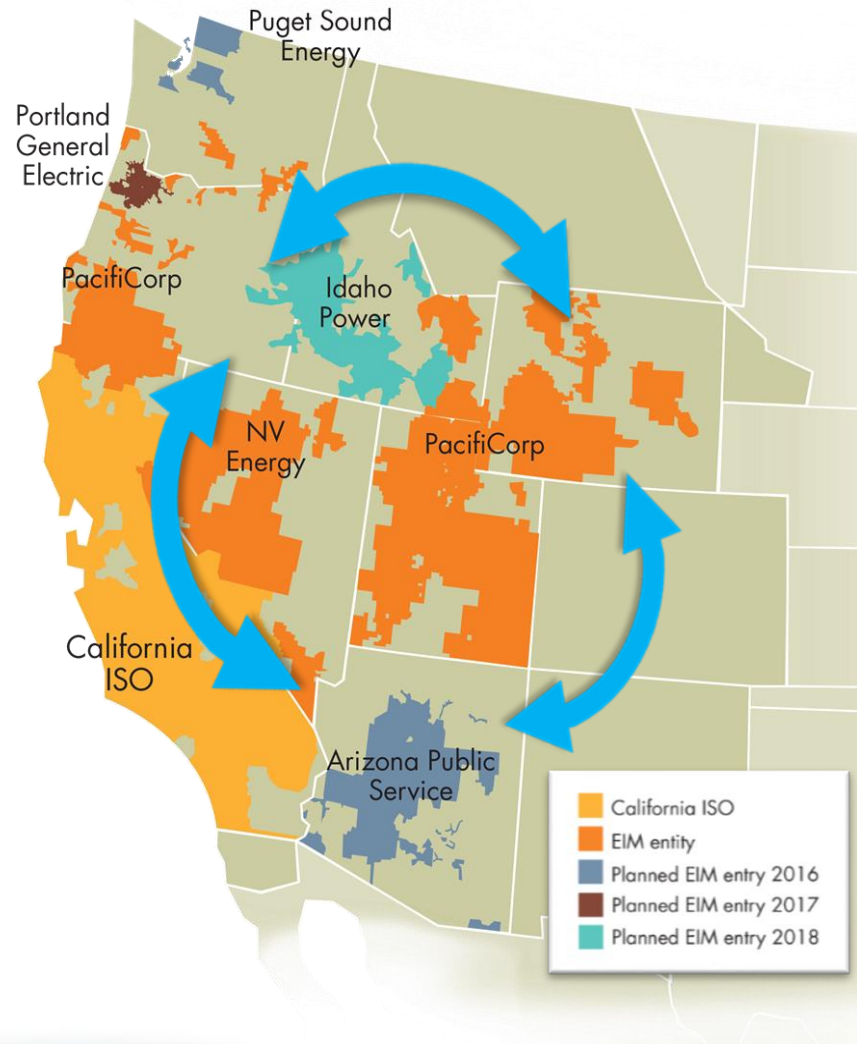 Puget Sound
Energy
Portland
General
Electric
PacifiCorp
Idaho
Power
NV
Energy
PacifiCorp
California
ISO
Arizona Public
Service
California ISO
EIM entity
Planned EIM entry 2016
Planned EIM entry 2017
Planned EIM entry 2018